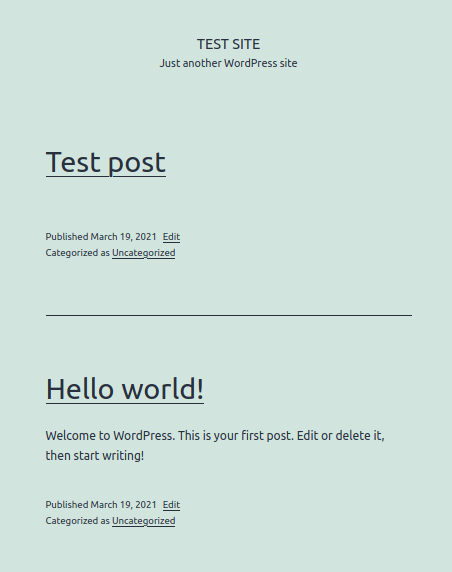 TEST SITE
Just another WordPress site
Test post
Published March 19, 2021 Edit
Categorized as Uncategorized
Hello world!
Welcome to WordPress. This is your first post. Edit or delete it,
then start writing!
Published March 19, 2021 Edit
Categorized as Uncategorized